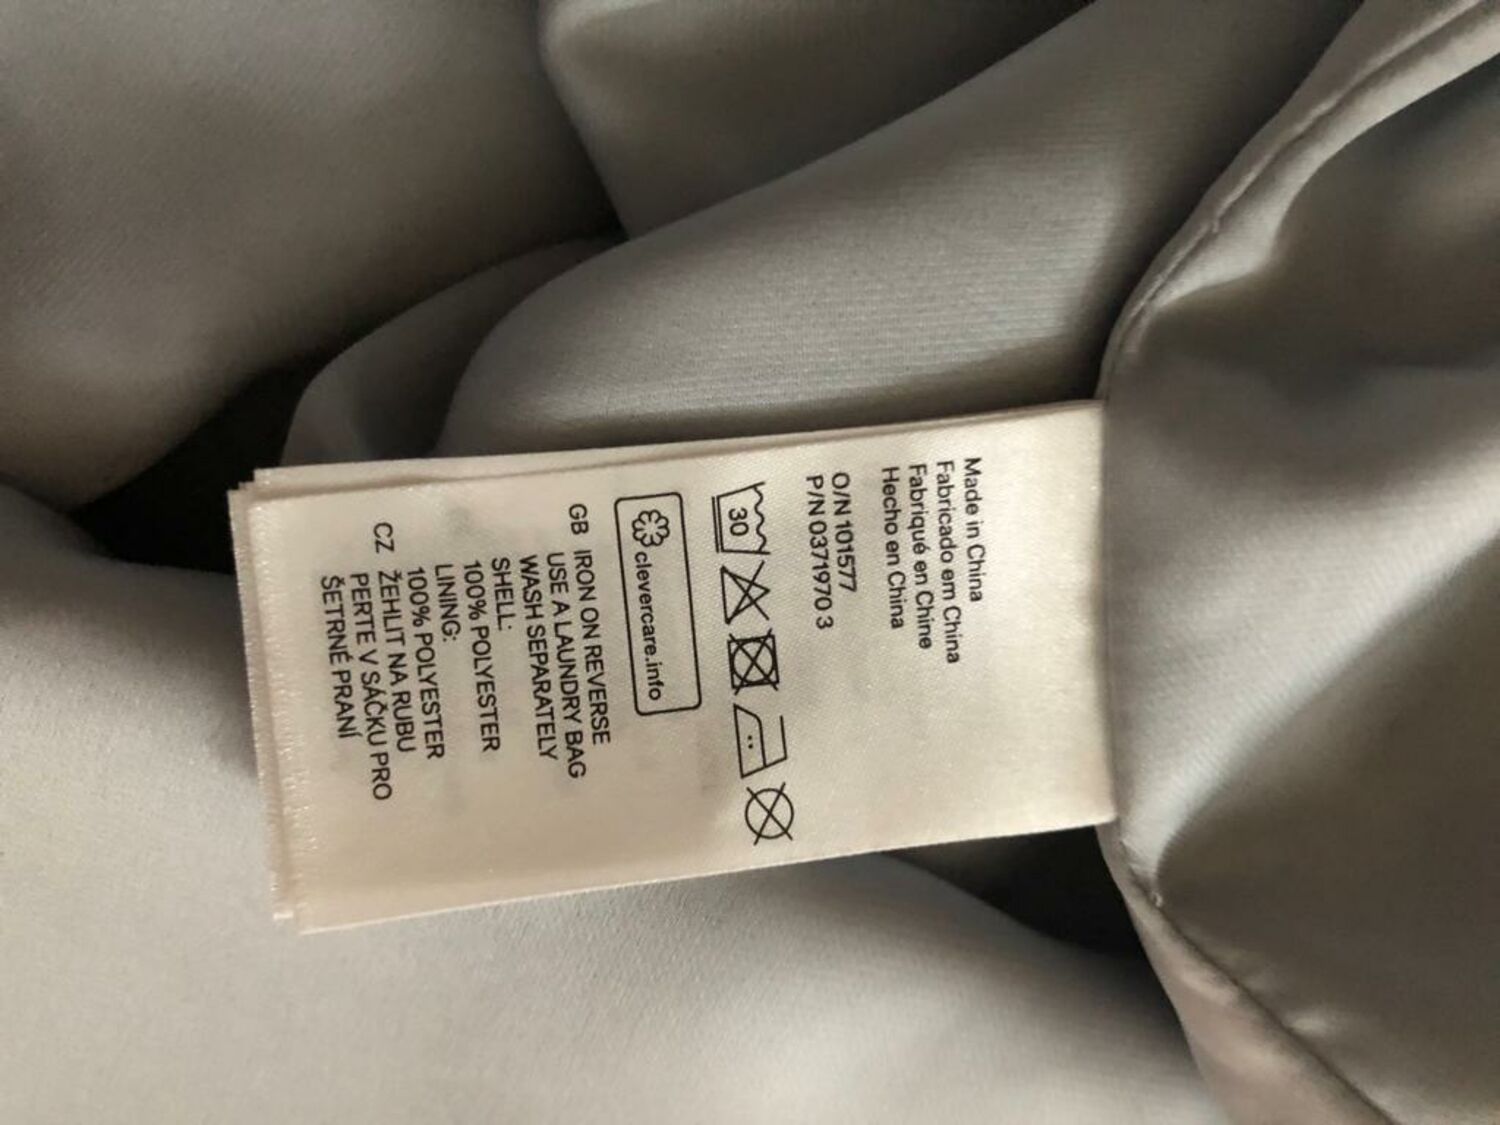 Made in China
Fabricado em China
Fabriqué en Chine
Hecho en China
O/N 101577
P/N 0371970 3
30
clevercare.info
GB IRON ON REVERSE
USE A LAUNDRY BAG
WASH SEPARATELY
SHELL:
100% POLYESTER
LINING:
100% POLYESTER
CZ ŽEHLIT NA RUBU
PERTE V SÁČKU PRO
ŠETRNÉ PRANÍ